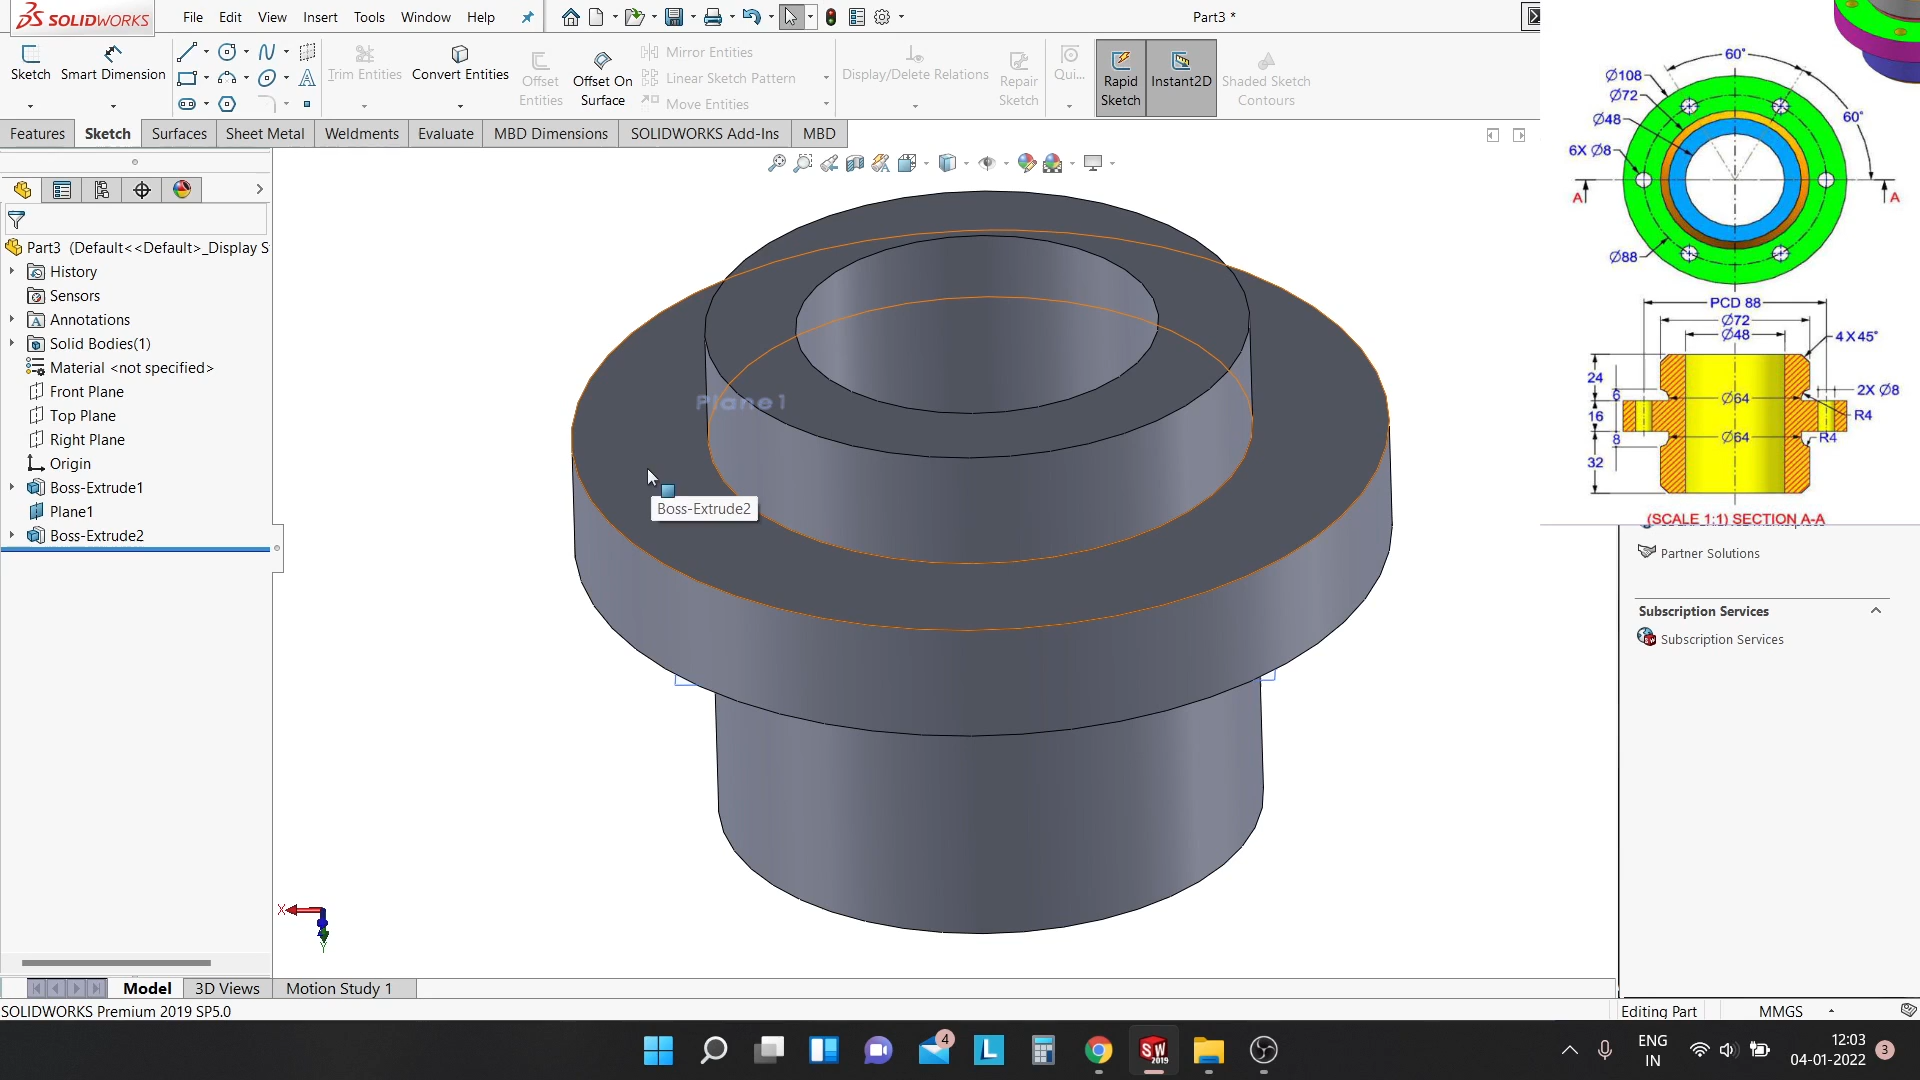 SOLIDWORKS
File Edit View Insert Tools Window Help
Part3 *
Sketch
Smart Dimension
Trim Entities
Convert Entities
Offset Entities
Offset On Surface
Mirror Entities
Linear Sketch Pattern
Move Entities
Display/Delete Relations
Repair Sketch
Qui...
Rapid Sketch
Instant2D
Shaded Sketch Contours
Features Sketch Surfaces Sheet Metal Weldments Evaluate MBD Dimensions SOLIDWORKS Add-Ins MBD
Part3 (Default<<Default>_Display S
History
Sensors
A Annotations
Solid Bodies(1)
Material <not specified>
Front Plane
Top Plane
Right Plane
Origin
Boss-Extrude1
Plane1
Boss-Extrude2
Plane1
Boss-Extrude2
X
Y
60°
Ø108
Ø72
Ø48
60°
6X Ø8
A
A
Ø88
PCD 88
Ø72
Ø48
4X45°
24
6
Ø64
2X Ø8
16
R4
8
Ø64
R4
32
(SCALE 1:1) SECTION A-A
Partner Solutions
Subscription Services
Subscription Services
Model 3D Views Motion Study 1
SOLIDWORKS Premium 2019 SP5.0
Editing Part
MMGS
4
L
SW
2019
ENG
IN
12:03
04-01-2022
3